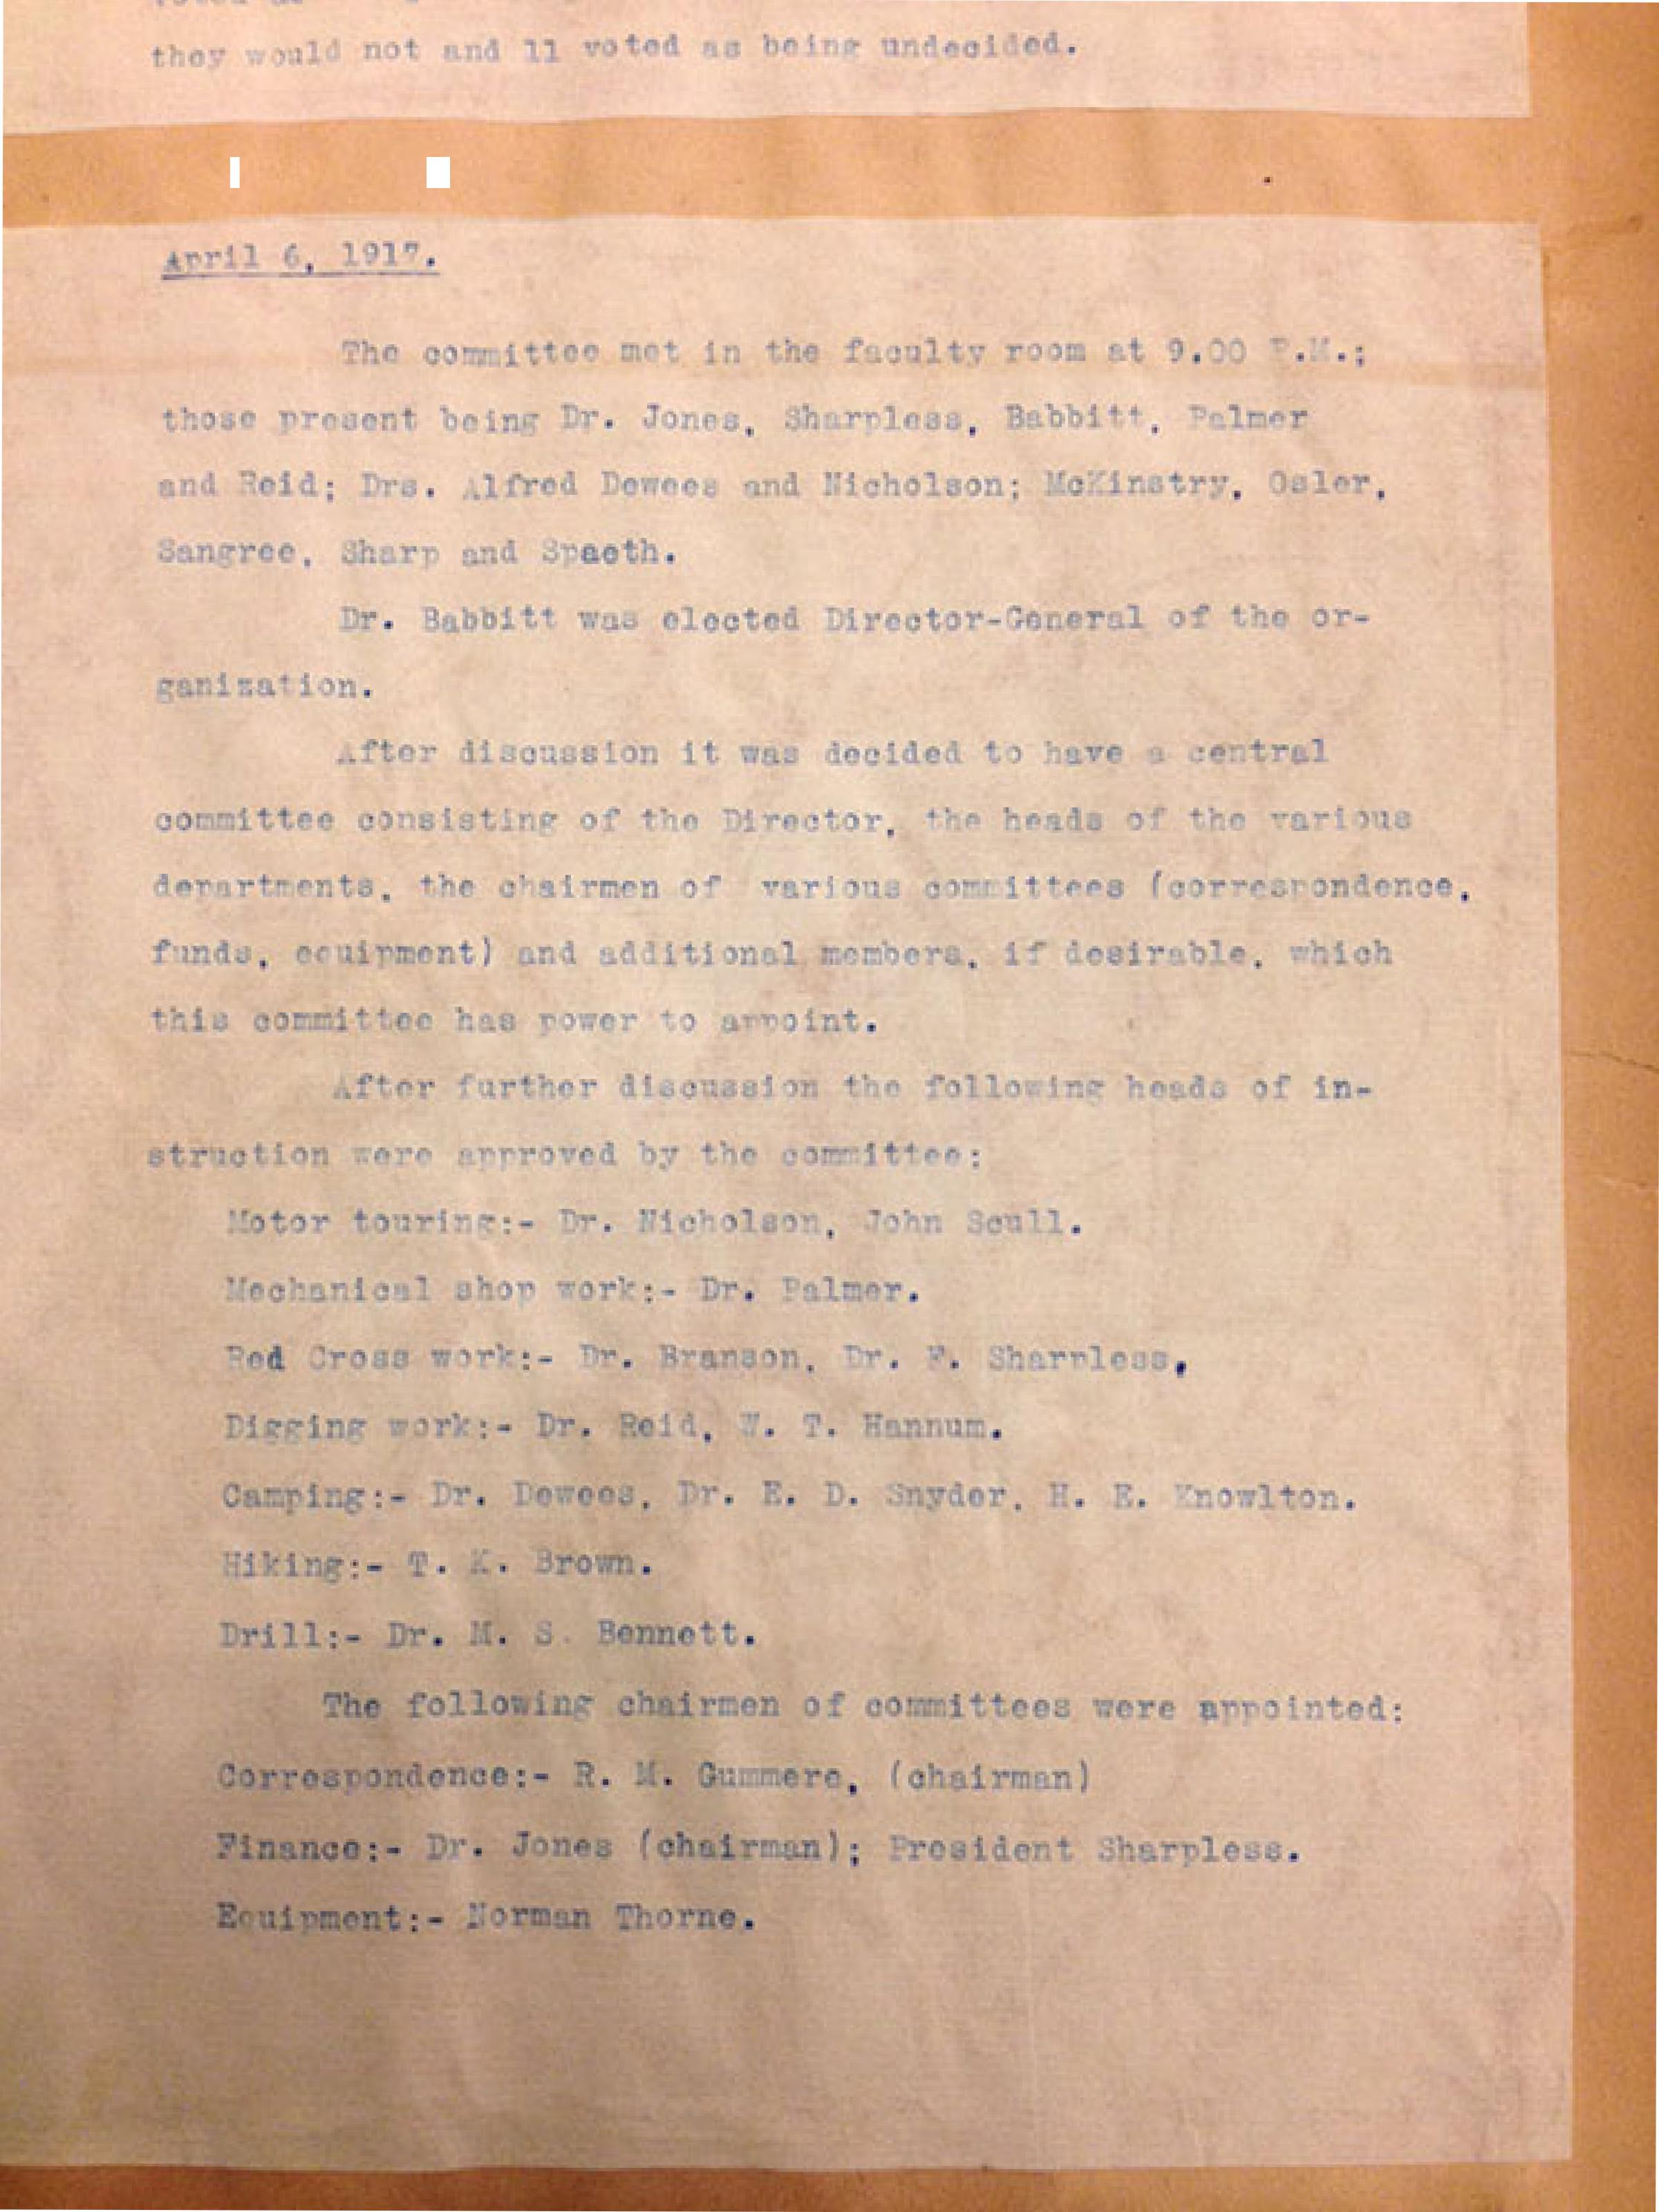 they would not and 11 voted as being undecided.
April 6, 1917.
The committee met in the faculty room at 9.00 P.M.;
those present being Dr. Jones, Sharpless, Babbitt, Palmer
and Reid; Drs. Alfred Dewees and Nicholson; McKinstry, Osler,
Sangree, Sharp and Spaeth.
Dr. Babbitt was elected Director-General of the or-
ganization.
After discussion it was decided to have a central
committee consisting of the Director, the heads of the various
departments, the chairmen of various committees (correspondence,
funds, equipment) and additional members, if desirable, which
this committee has power to appoint.
After further discussion the following heads of in-
struction were approved by the committee:
Motor touring:- Dr. Nicholson, John Scull.
Mechanical shop work:- Dr. Palmer.
Red Cross work:- Dr. Branson, Dr. F. Sharpless,
Digging work:- Dr. Reid, W. T. Hannum.
Camping:- Dr. Dewees, Dr. E. D. Snyder, H. E. Knowlton.
Hiking:- T. K. Brown.
Drill:- Dr. M. S. Bennett.
The following chairmen of committees were appointed:
Correspondence:- R. M. Gummere, (chairman)
Finance:- Dr. Jones (chairman); President Sharpless.
Equipment:- Norman Thorne.